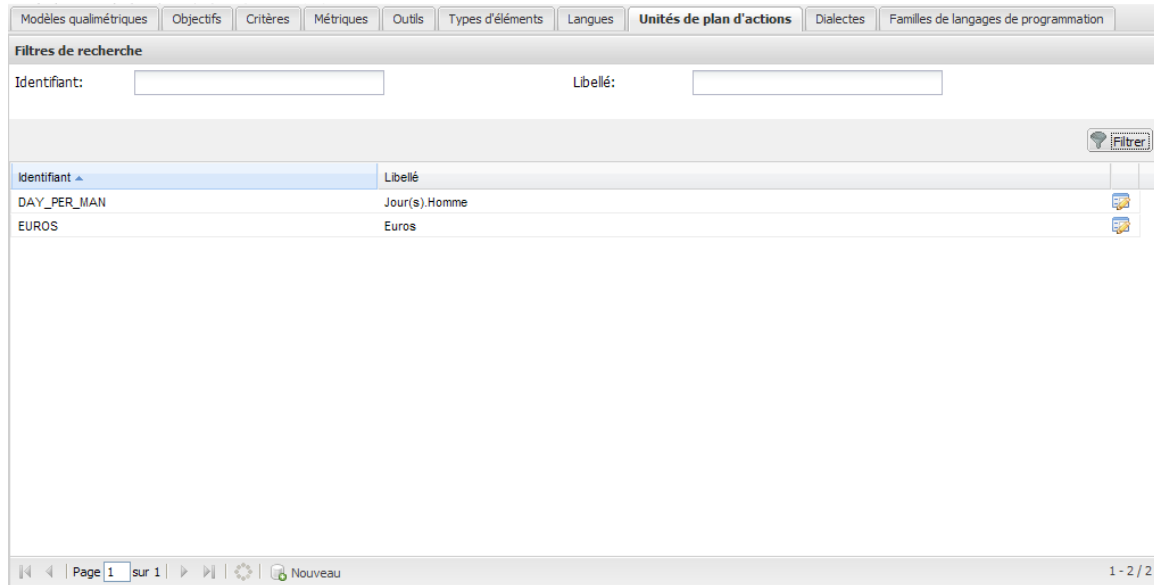 Modèles qualimétriques Objectifs Critères Métriques Outils Types d'éléments Langues Unités de plan d'actions Dialectes Familles de langages de programmation
Filtres de recherche
Identifiant: Libellé:
Filtrer
Identifiant Libellé
DAY_PER_MAN Jour(s).Homme
EUROS Euros
Page 1 sur 1 Nouveau 1 - 2 / 2